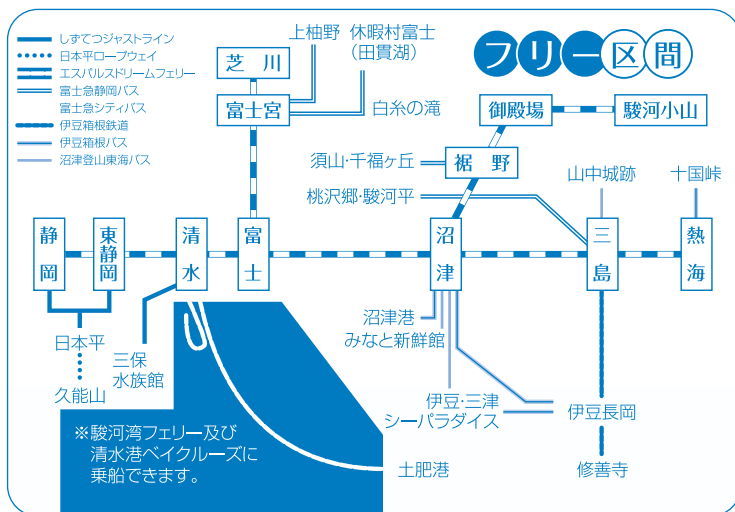 フリー区間
しずてつジャストライン
日本平ロープウェイ
エスパルスドリームフェリー
富士急静岡バス
富士急シティバス
伊豆箱根鉄道
伊豆箱根バス
沼津登山東海バス
上柚野
休暇村富士
(田貫湖)
芝川
富士宮
白糸の滝
御殿場
駿河小山
須山・千福ヶ丘
裾野
桃沢郷・駿河平
山中城跡
十国峠
静岡
東静岡
清水
富士
沼津
三島
熱海
日本平
久能山
三保
水族館
沼津港
みなと新鮮館
伊豆・三津
シーパラダイス
伊豆長岡
修善寺
土肥港
※駿河湾フェリー及び
清水港ベイクルーズに
乗船できます。